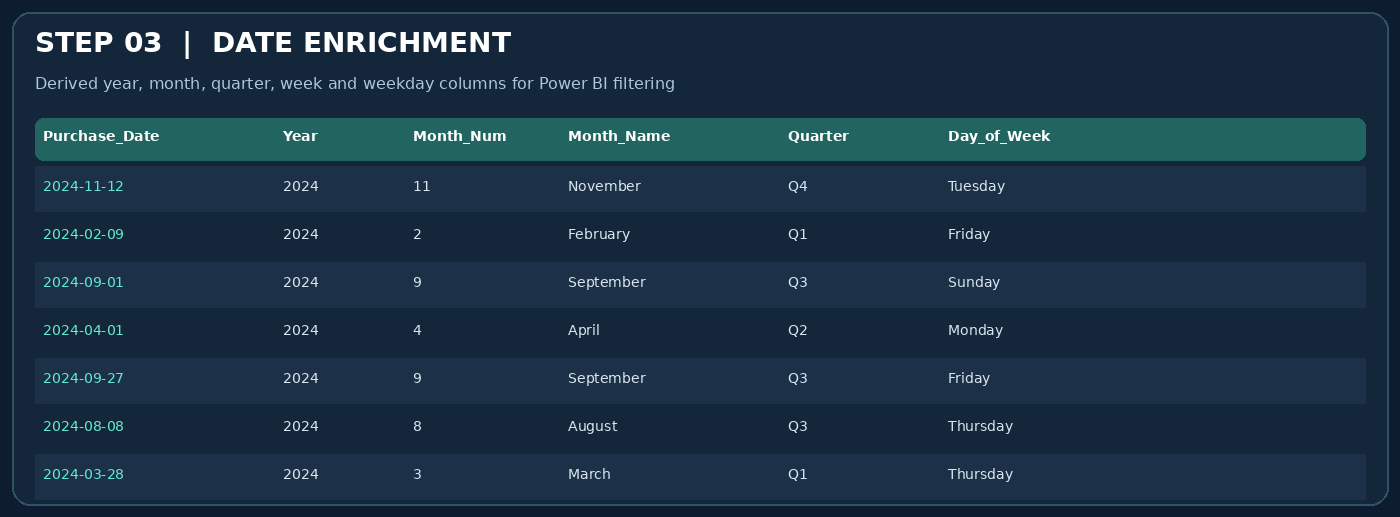 STEP 03 | DATE ENRICHMENT
Derived year, month, quarter, week and weekday columns for Power BI filtering
Purchase_Date Year Month_Num Month_Name Quarter Day_of_Week
2024-11-12 2024 11 November Q4 Tuesday
2024-02-09 2024 2 February Q1 Friday
2024-09-01 2024 9 September Q3 Sunday
2024-04-01 2024 4 April Q2 Monday
2024-09-27 2024 9 September Q3 Friday
2024-08-08 2024 8 August Q3 Thursday
2024-03-28 2024 3 March Q1 Thursday